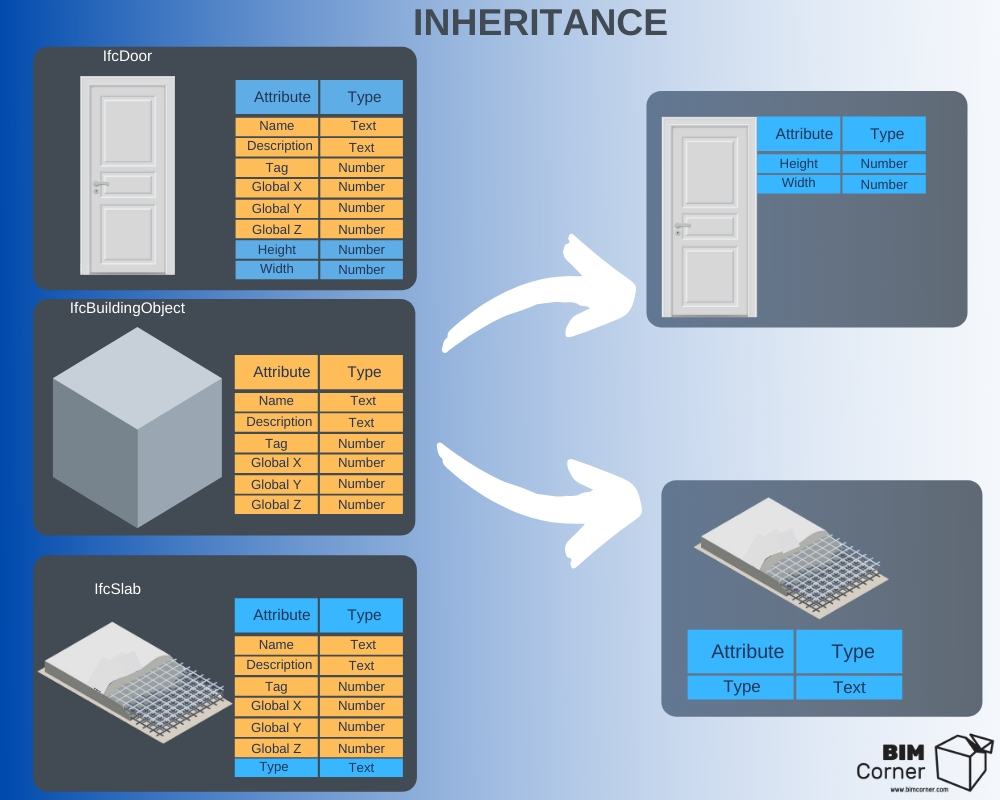 INHERITANCE
IfcDoor
Attribute Type
Name Text
Description Text
Tag Number
Global X Number
Global Y Number
Global Z Number
Height Number
Width Number
IfcBuildingObject
Attribute Type
Name Text
Description Text
Tag Number
Global X Number
Global Y Number
Global Z Number
IfcSlab
Attribute Type
Name Text
Description Text
Tag Number
Global X Number
Global Y Number
Global Z Number
Type Text
Attribute Type
Height Number
Width Number
Attribute Type
Type Text
BIM
Corner
www.bimcorner.com